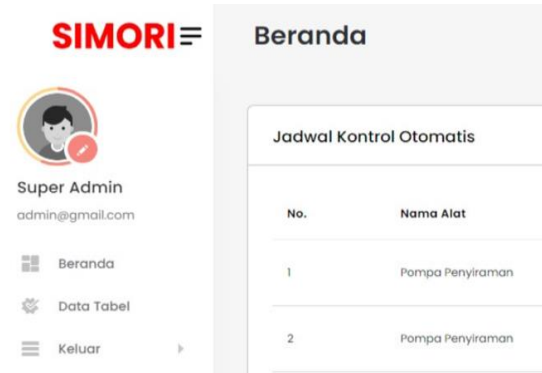 SIMORI
Beranda
Super Admin
admin@gmail.com
Beranda
Data Tabel
Keluar
Jadwal Kontrol Otomatis
No. Nama Alat
1 Pompa Penyiraman
2 Pompa Penyiraman